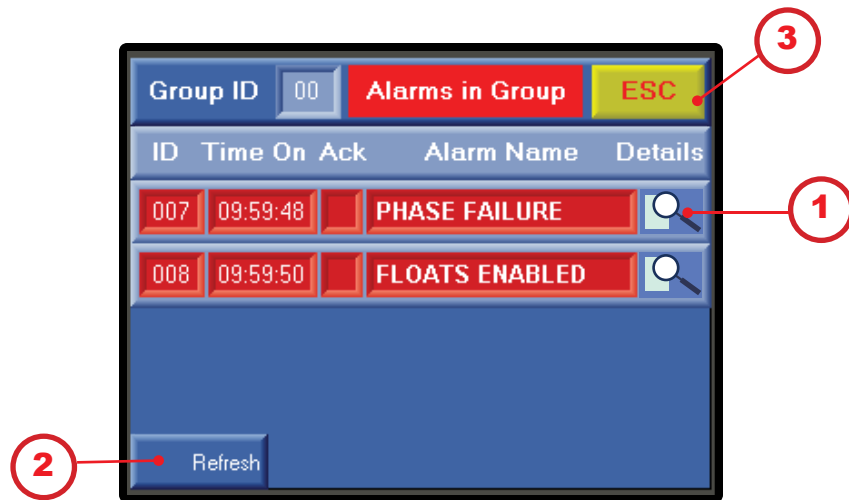 3
Group ID 00 Alarms in Group ESC
ID Time On Ack Alarm Name Details
007 09:59:48 PHASE FAILURE
1
008 09:59:50 FLOATS ENABLED
2
Refresh